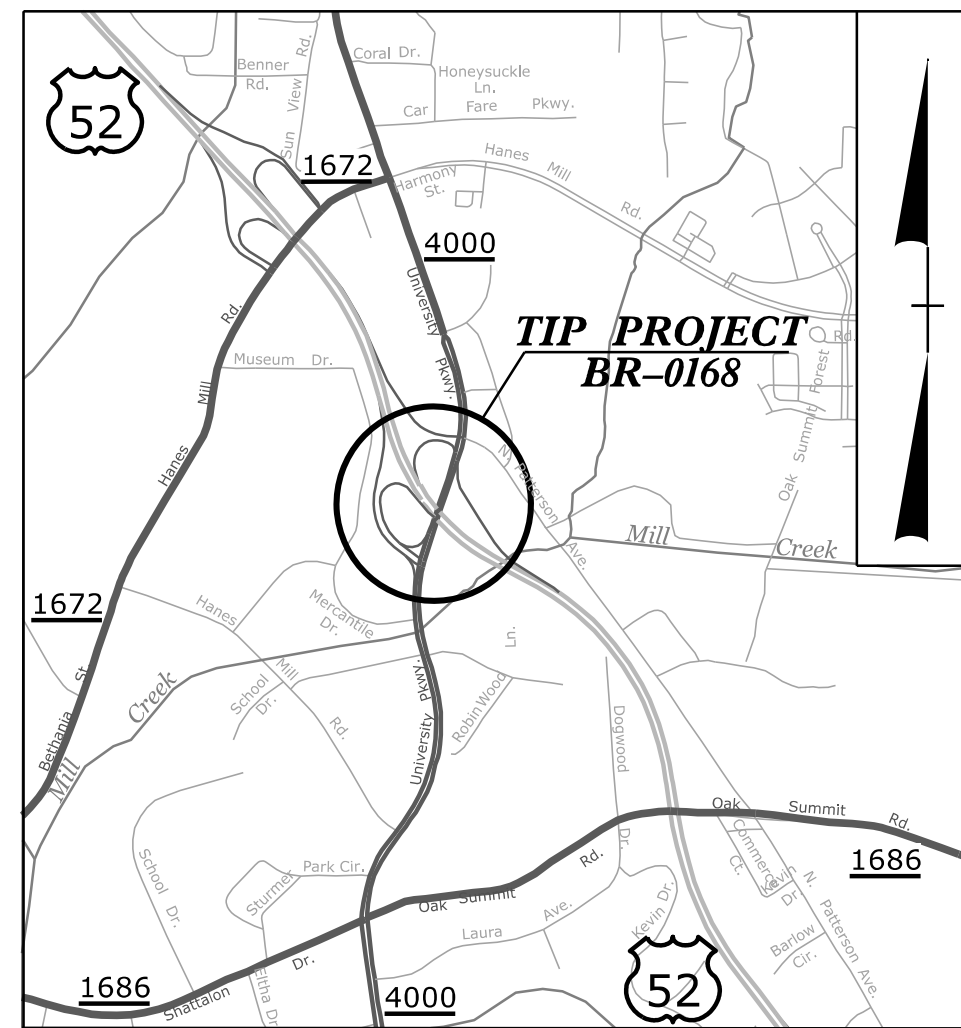 Benner
Rd.
Sun View Rd.
Coral Dr.
Honeysuckle
Ln.
Car Fare Pkwy.
52
1672
Harmony
St.
Hanes Mill Rd.
4000
University Pkwy.
TIP PROJECT
BR-0168
Museum Dr.
Hanes Mill Rd.
Rd.
Oak Summit Forest
N. Patterson Ave.
Mill Creek
1672
Hanes Mill Rd.
Mercantile
Dr.
Bethania St.
Mill Creek
School
Dr.
University Pkwy.
Robin Wood Ln.
Dogwood Dr.
Oak Summit Rd.
1686
Commerce
Ct.
Kevin
Dr.
N. Patterson Ave.
Barlow
Cir.
School Dr.
Sturmer Park Cir.
Oak Summit Rd.
Laura Ave.
Kevin Dr.
Eltha Dr.
Shattalon Dr.
1686
4000
52